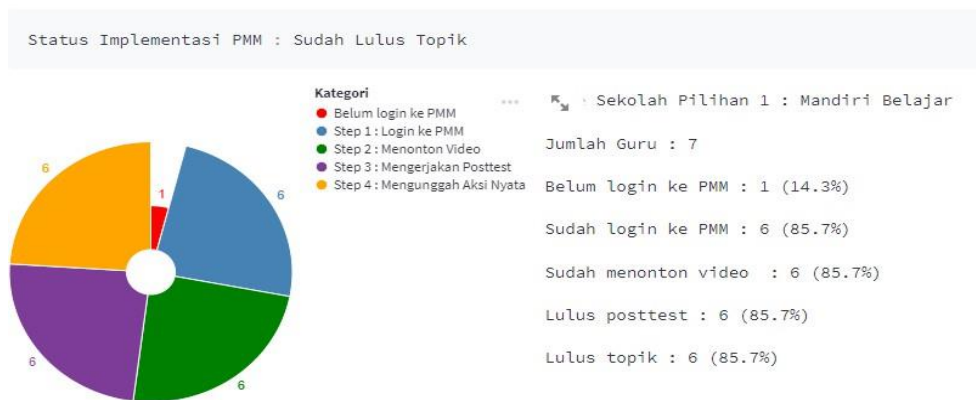 Status Implementasi PMM : Sudah Lulus Topik
Kategori
Belum login ke PMM
Step 1 : Login ke PMM
Step 2 : Menonton Video
Step 3 : Mengerjakan Posttest
Step 4 : Mengunggah Aksi Nyata
6
1
6
6
6
Sekolah Pilihan 1 : Mandiri Belajar
Jumlah Guru : 7
Belum login ke PMM : 1 (14.3%)
Sudah login ke PMM : 6 (85.7%)
Sudah menonton video  : 6 (85.7%)
Lulus posttest : 6 (85.7%)
Lulus topik : 6 (85.7%)